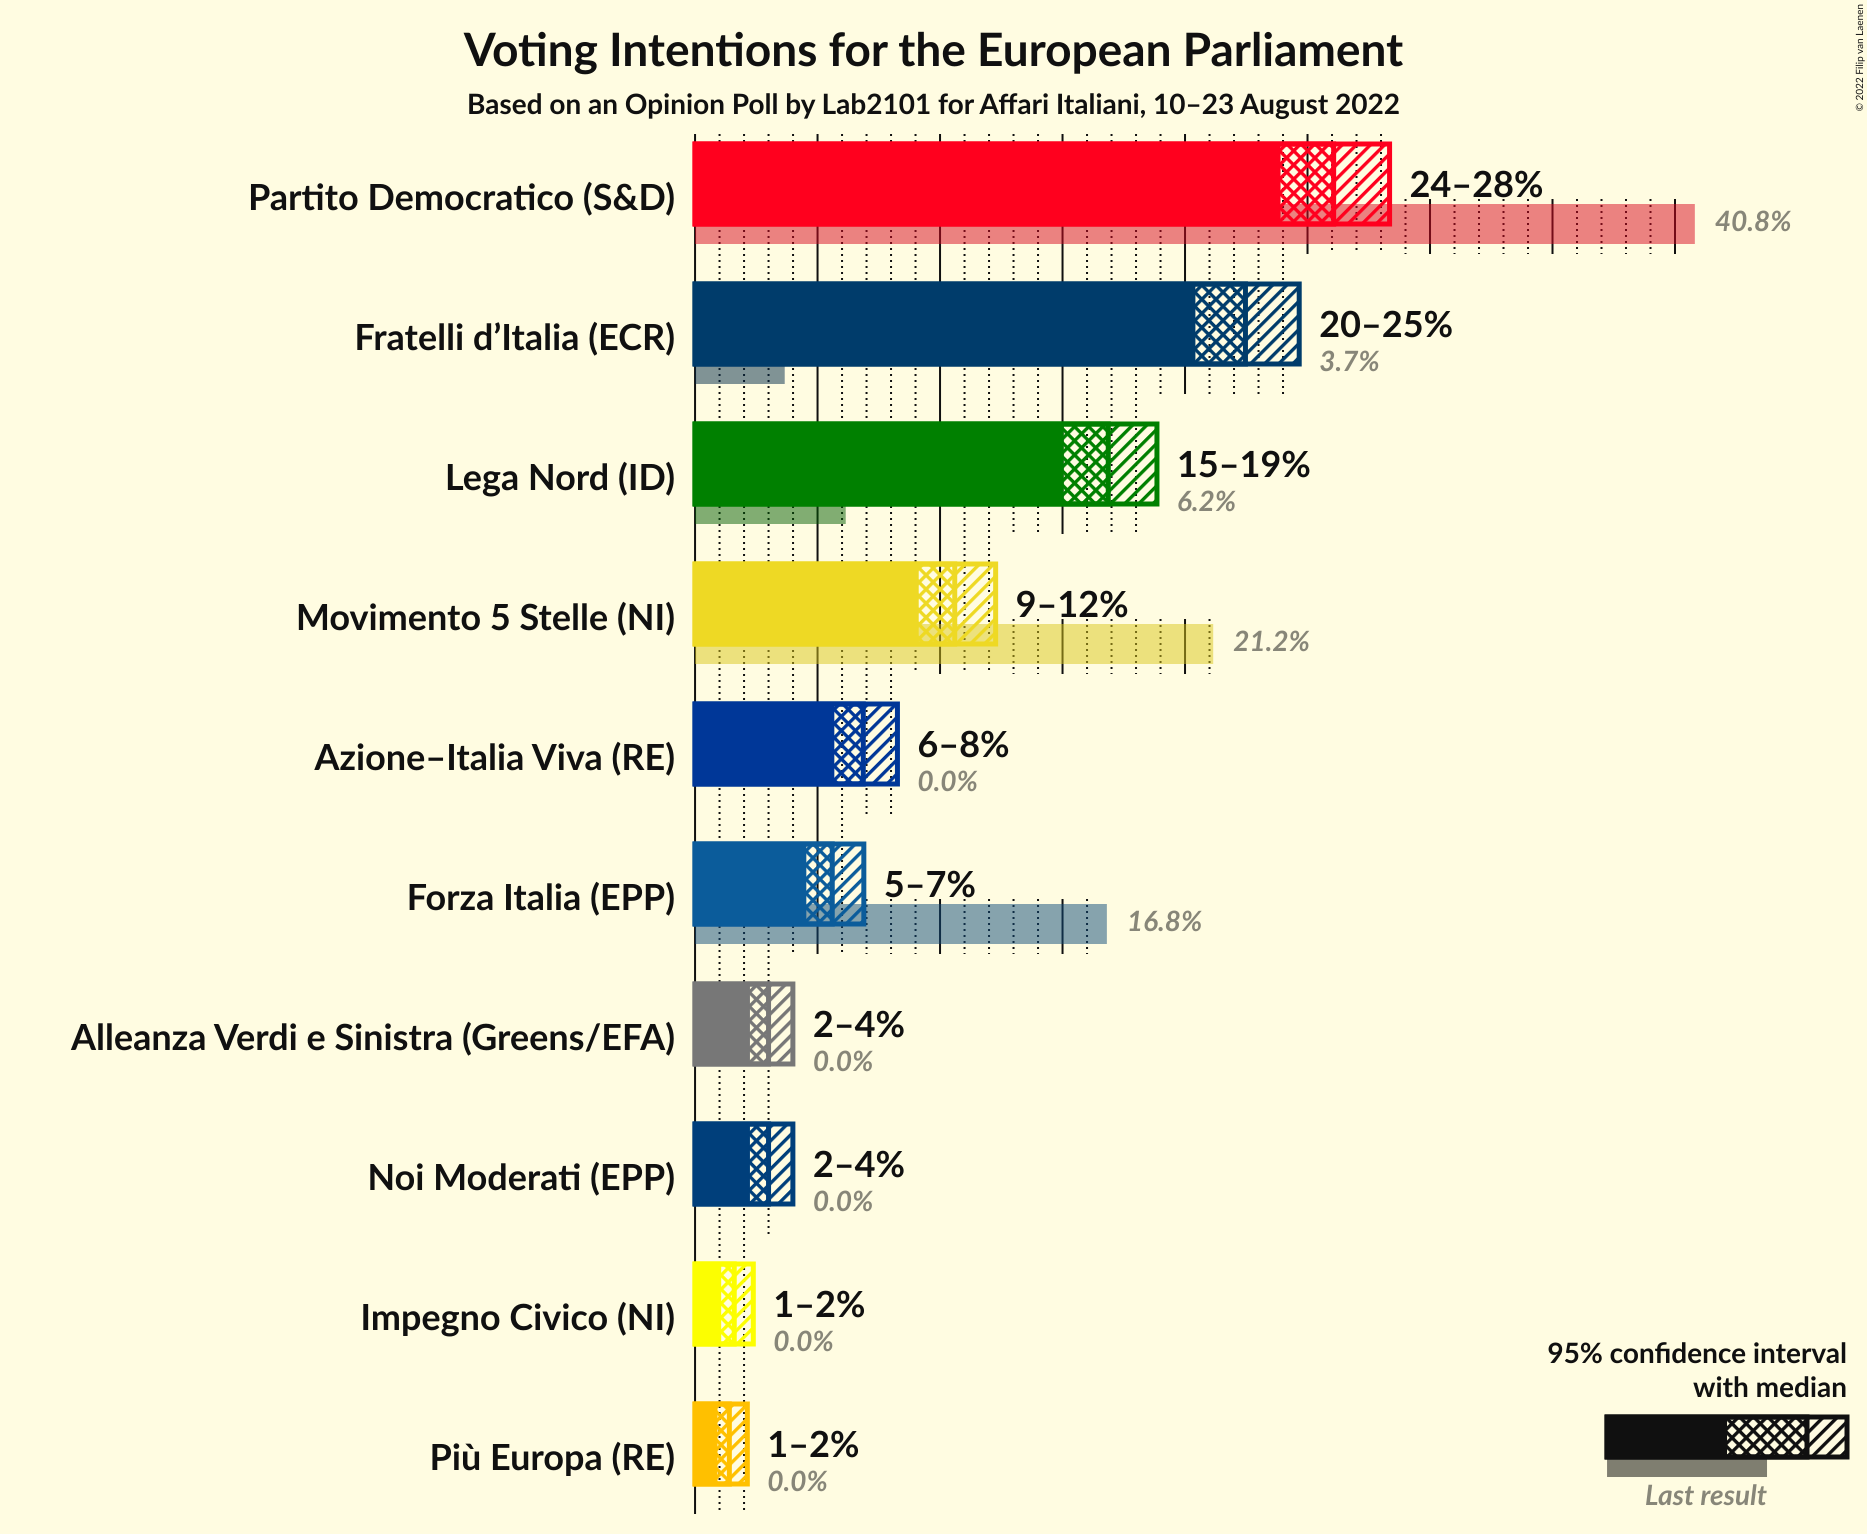 Voting Intentions for the European Parliament
Based on an Opinion Poll by Lab2101 for Affari Italiani, 10–23 August 2022
© 2022 Filip van Laenen
Partito Democratico (S&D)
24–28%
40.8%
Fratelli d’Italia (ECR)
20–25%
3.7%
Lega Nord (ID)
15–19%
6.2%
Movimento 5 Stelle (NI)
9–12%
21.2%
Azione–Italia Viva (RE)
6–8%
0.0%
Forza Italia (EPP)
5–7%
16.8%
Alleanza Verdi e Sinistra (Greens/EFA)
2–4%
0.0%
Noi Moderati (EPP)
2–4%
0.0%
Impegno Civico (NI)
1–2%
0.0%
Più Europa (RE)
1–2%
0.0%
95% confidence interval
with median
Last result